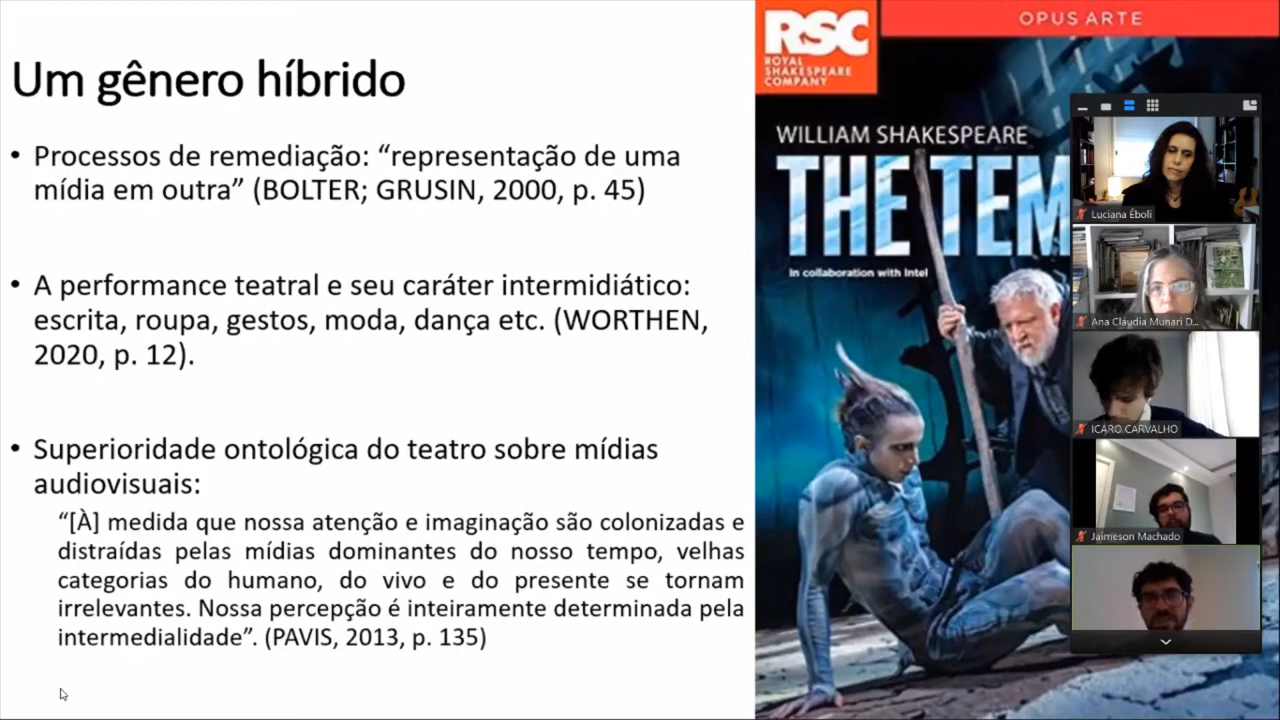 Um gênero híbrido
• Processos de remediação: “representação de uma
mídia em outra” (BOLTER; GRUSIN, 2000, p. 45)
• A performance teatral e seu caráter intermidiático:
escrita, roupa, gestos, moda, dança etc. (WORTHEN,
2020, p. 12).
• Superioridade ontológica do teatro sobre mídias
audiovisuais:
“[À] medida que nossa atenção e imaginação são colonizadas e
distraídas pelas mídias dominantes do nosso tempo, velhas
categorias do humano, do vivo e do presente se tornam
irrelevantes. Nossa percepção é inteiramente determinada pela
intermedialidade”. (PAVIS, 2013, p. 135)
RSC
ROYAL
SHAKESPEARE
COMPANY
OPUS ARTE
WILLIAM SHAKESPEARE
THE TEM
In collaboration with Intel
Luciana Éboli
Ana Cláudia Munari D...
ICARO CARVALHO
Jaimeson Machado